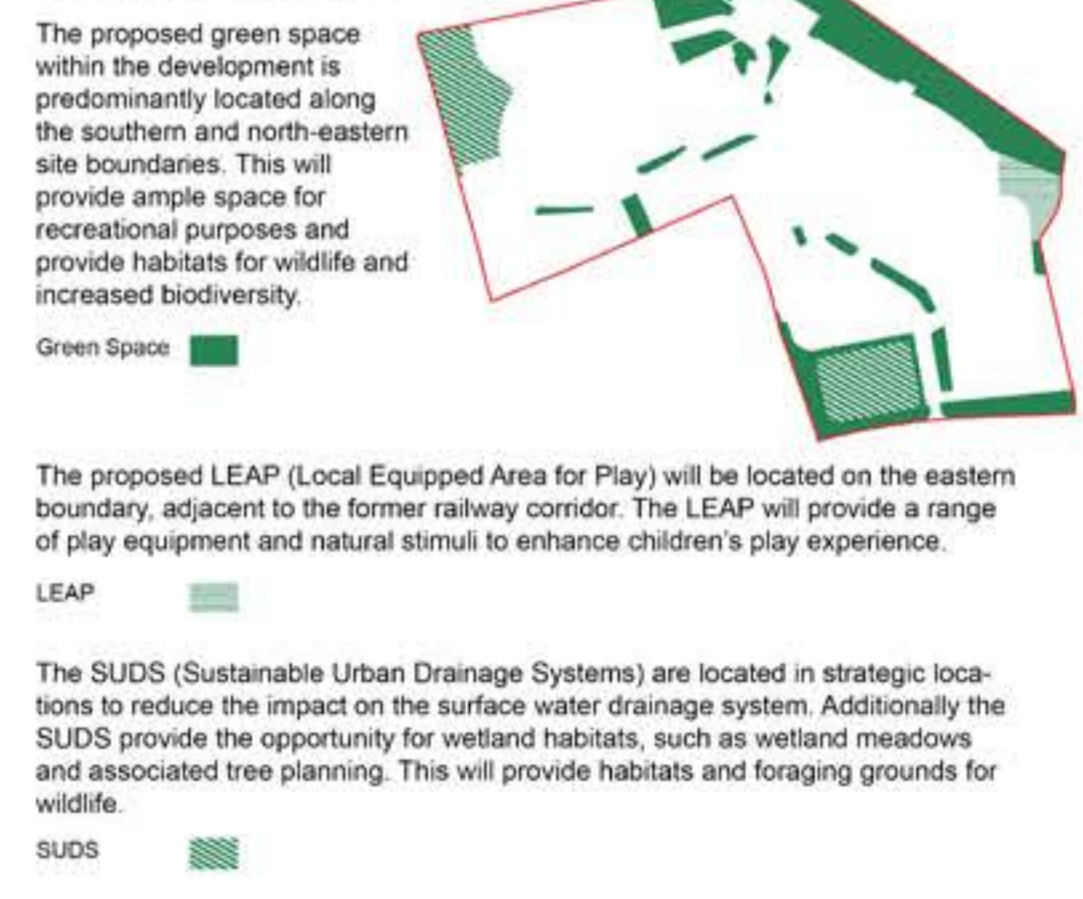 The proposed green space
within the development is
predominantly located along
the southern and north-eastern
site boundaries. This will
provide ample space for
recreational purposes and
provide habitats for wildlife and
increased biodiversity.
Green Space
The proposed LEAP (Local Equipped Area for Play) will be located on the eastern
boundary, adjacent to the former railway corridor. The LEAP will provide a range
of play equipment and natural stimuli to enhance children's play experience.
LEAP
The SUDS (Sustainable Urban Drainage Systems) are located in strategic loca-
tions to reduce the impact on the surface water drainage system. Additionally the
SUDS provide the opportunity for wetland habitats, such as wetland meadows
and associated tree planning. This will provide habitats and foraging grounds for
wildlife.
SUDS